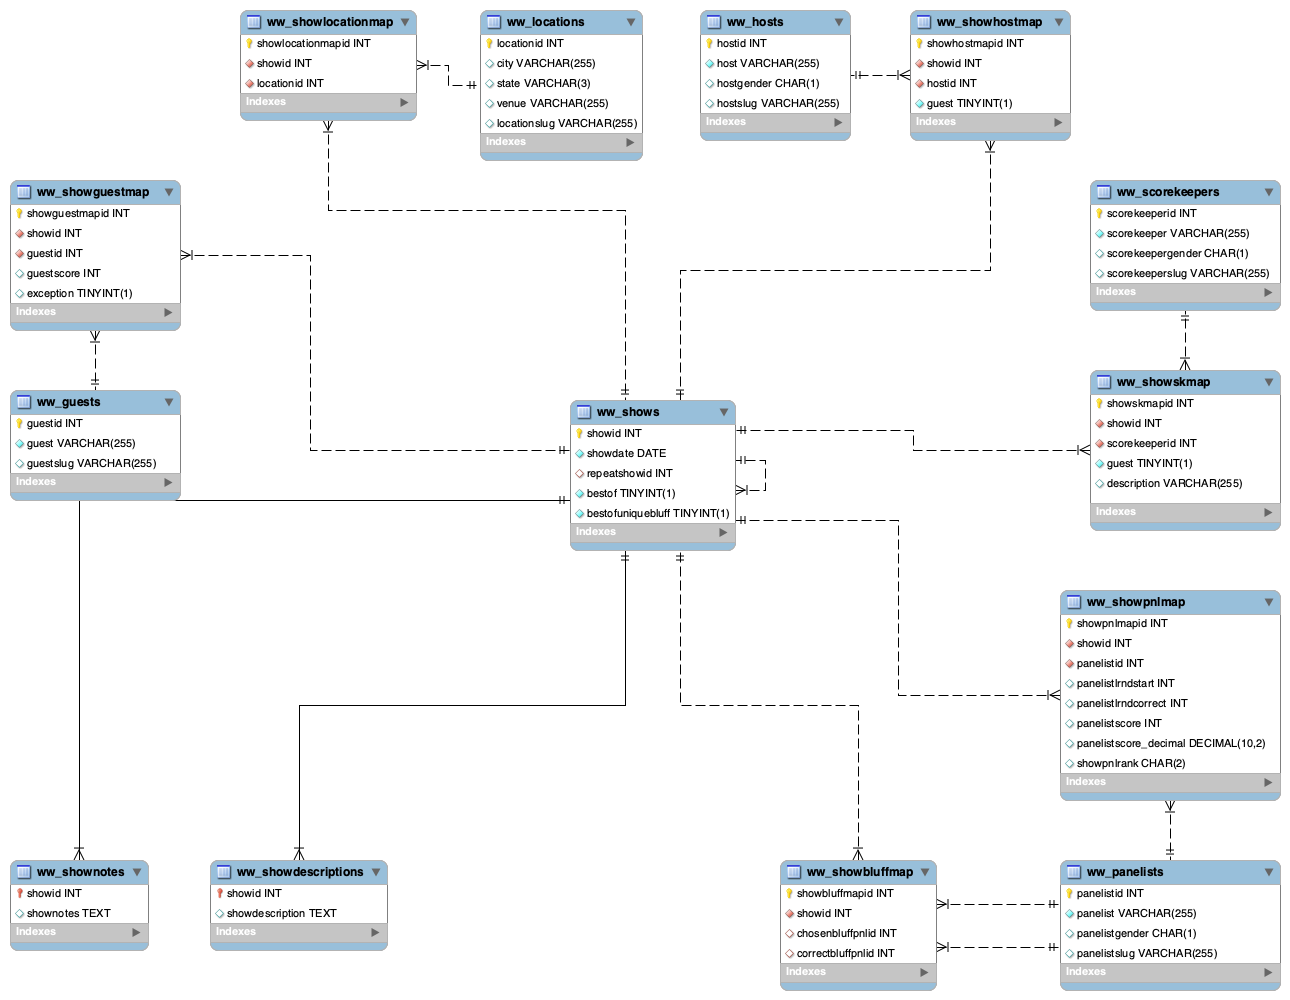 ww_showlocationmap
showlocationmapid INT
showid INT
locationid INT
Indexes
ww_locations
locationid INT
city VARCHAR(255)
state VARCHAR(3)
venue VARCHAR(255)
locationslug VARCHAR(255)
Indexes
ww_hosts
hostid INT
host VARCHAR(255)
hostgender CHAR(1)
hostslug VARCHAR(255)
Indexes
ww_showhostmap
showhostmapid INT
showid INT
hostid INT
guest TINYINT(1)
Indexes
ww_showguestmap
showguestmapid INT
showid INT
guestid INT
guestscore INT
exception TINYINT(1)
Indexes
ww_scorekeepers
scorekeeperid INT
scorekeeper VARCHAR(255)
scorekeepergender CHAR(1)
scorekeeperslug VARCHAR(255)
Indexes
ww_guests
guestid INT
guest VARCHAR(255)
guestslug VARCHAR(255)
Indexes
ww_shows
showid INT
showdate DATE
repeatshowid INT
bestof TINYINT(1)
bestofuniquebluff TINYINT(1)
Indexes
ww_showskmap
showskmapid INT
showid INT
scorekeeperid INT
guest TINYINT(1)
description VARCHAR(255)
Indexes
ww_showpnlmap
showpnlmapid INT
showid INT
panelistid INT
panelistlrndstart INT
panelistlrndcorrect INT
panelistscore INT
panelistscore_decimal DECIMAL(10,2)
showpnlrank CHAR(2)
Indexes
ww_shownotes
showid INT
shownotes TEXT
Indexes
ww_showdescriptions
showid INT
showdescription TEXT
Indexes
ww_showbluffmap
showbluffmapid INT
showid INT
chosenbluffpnlid INT
correctbluffpnlid INT
Indexes
ww_panelists
panelistid INT
panelist VARCHAR(255)
panelistgender CHAR(1)
panelistslug VARCHAR(255)
Indexes